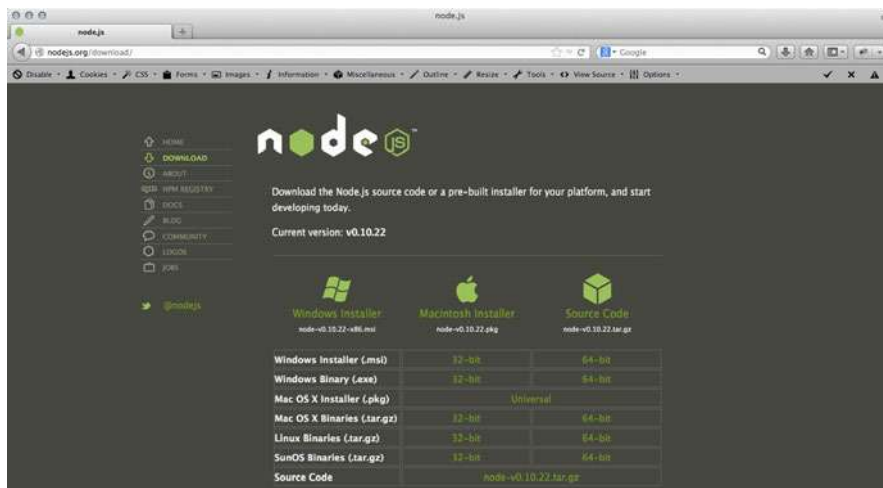 node.js
node.js
nodejs.org/download/
Google
Disable Cookies CSS Forms Images Information Miscellaneous Outline Resize Tools View Source Options
HOME
DOWNLOAD
ABOUT
NPM REGISTRY
DOCS
BLOG
COMMUNITY
LOGOS
JOBS
@nodejs
node JS ™
Download the Node.js source code or a pre-built installer for your platform, and start
developing today.
Current version: v0.10.22
Windows Installer Macintosh Installer Source Code
node-v0.10.22-x86.msi node-v0.10.22.pkg node-v0.10.22.tar.gz
Windows Installer (.msi) 32-bit 64-bit
Windows Binary (.exe) 32-bit 64-bit
Mac OS X Installer (.pkg) Universal
Mac OS X Binaries (.tar.gz) 32-bit 64-bit
Linux Binaries (.tar.gz) 32-bit 64-bit
SunOS Binaries (.tar.gz) 32-bit 64-bit
Source Code node-v0.10.22.tar.gz